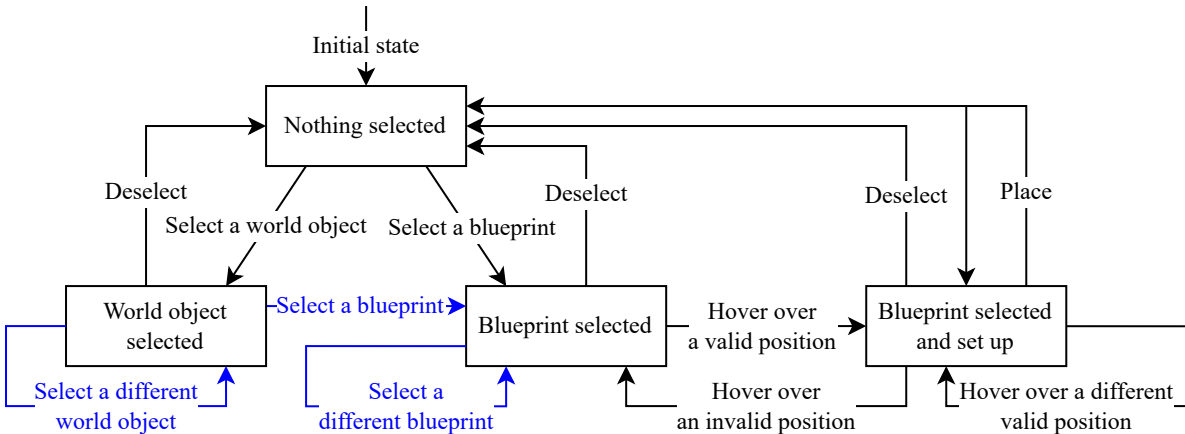 Initial state
Nothing selected
Deselect
Deselect
Deselect
Place
Select a world object
Select a blueprint
World object
selected
Select a blueprint
Blueprint selected
Hover over
a valid position
Blueprint selected
and set up
Select a different
world object
Select a
different blueprint
Hover over
an invalid position
Hover over a different
valid position